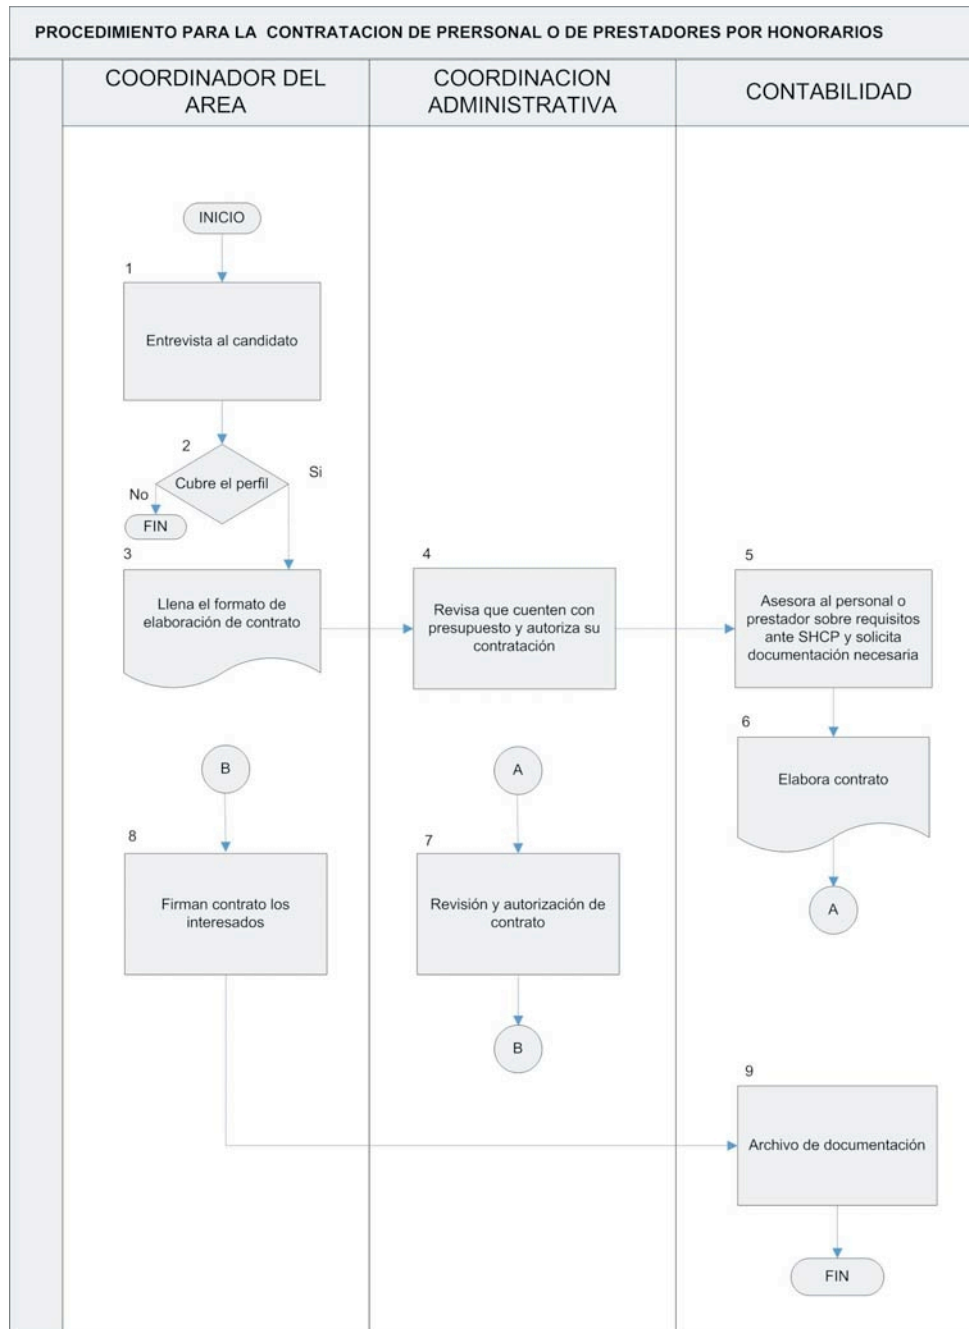 PROCEDIMIENTO PARA LA CONTRATACION DE PRERSONAL O DE PRESTADORES POR HONORARIOS
COORDINADOR DEL
AREA
COORDINACION
ADMINISTRATIVA
CONTABILIDAD
INICIO
1
Entrevista al candidato
2
Cubre el perfil
Si
No
FIN
3
Llena el formato de
elaboración de contrato
4
Revisa que cuenten con
presupuesto y autoriza su
contratación
5
Asesora al personal o
prestador sobre requisitos
ante SHCP y solicita
documentación necesaria
6
Elabora contrato
A
A
7
Revisión y autorización de
contrato
B
B
8
Firman contrato los
interesados
9
Archivo de documentación
FIN